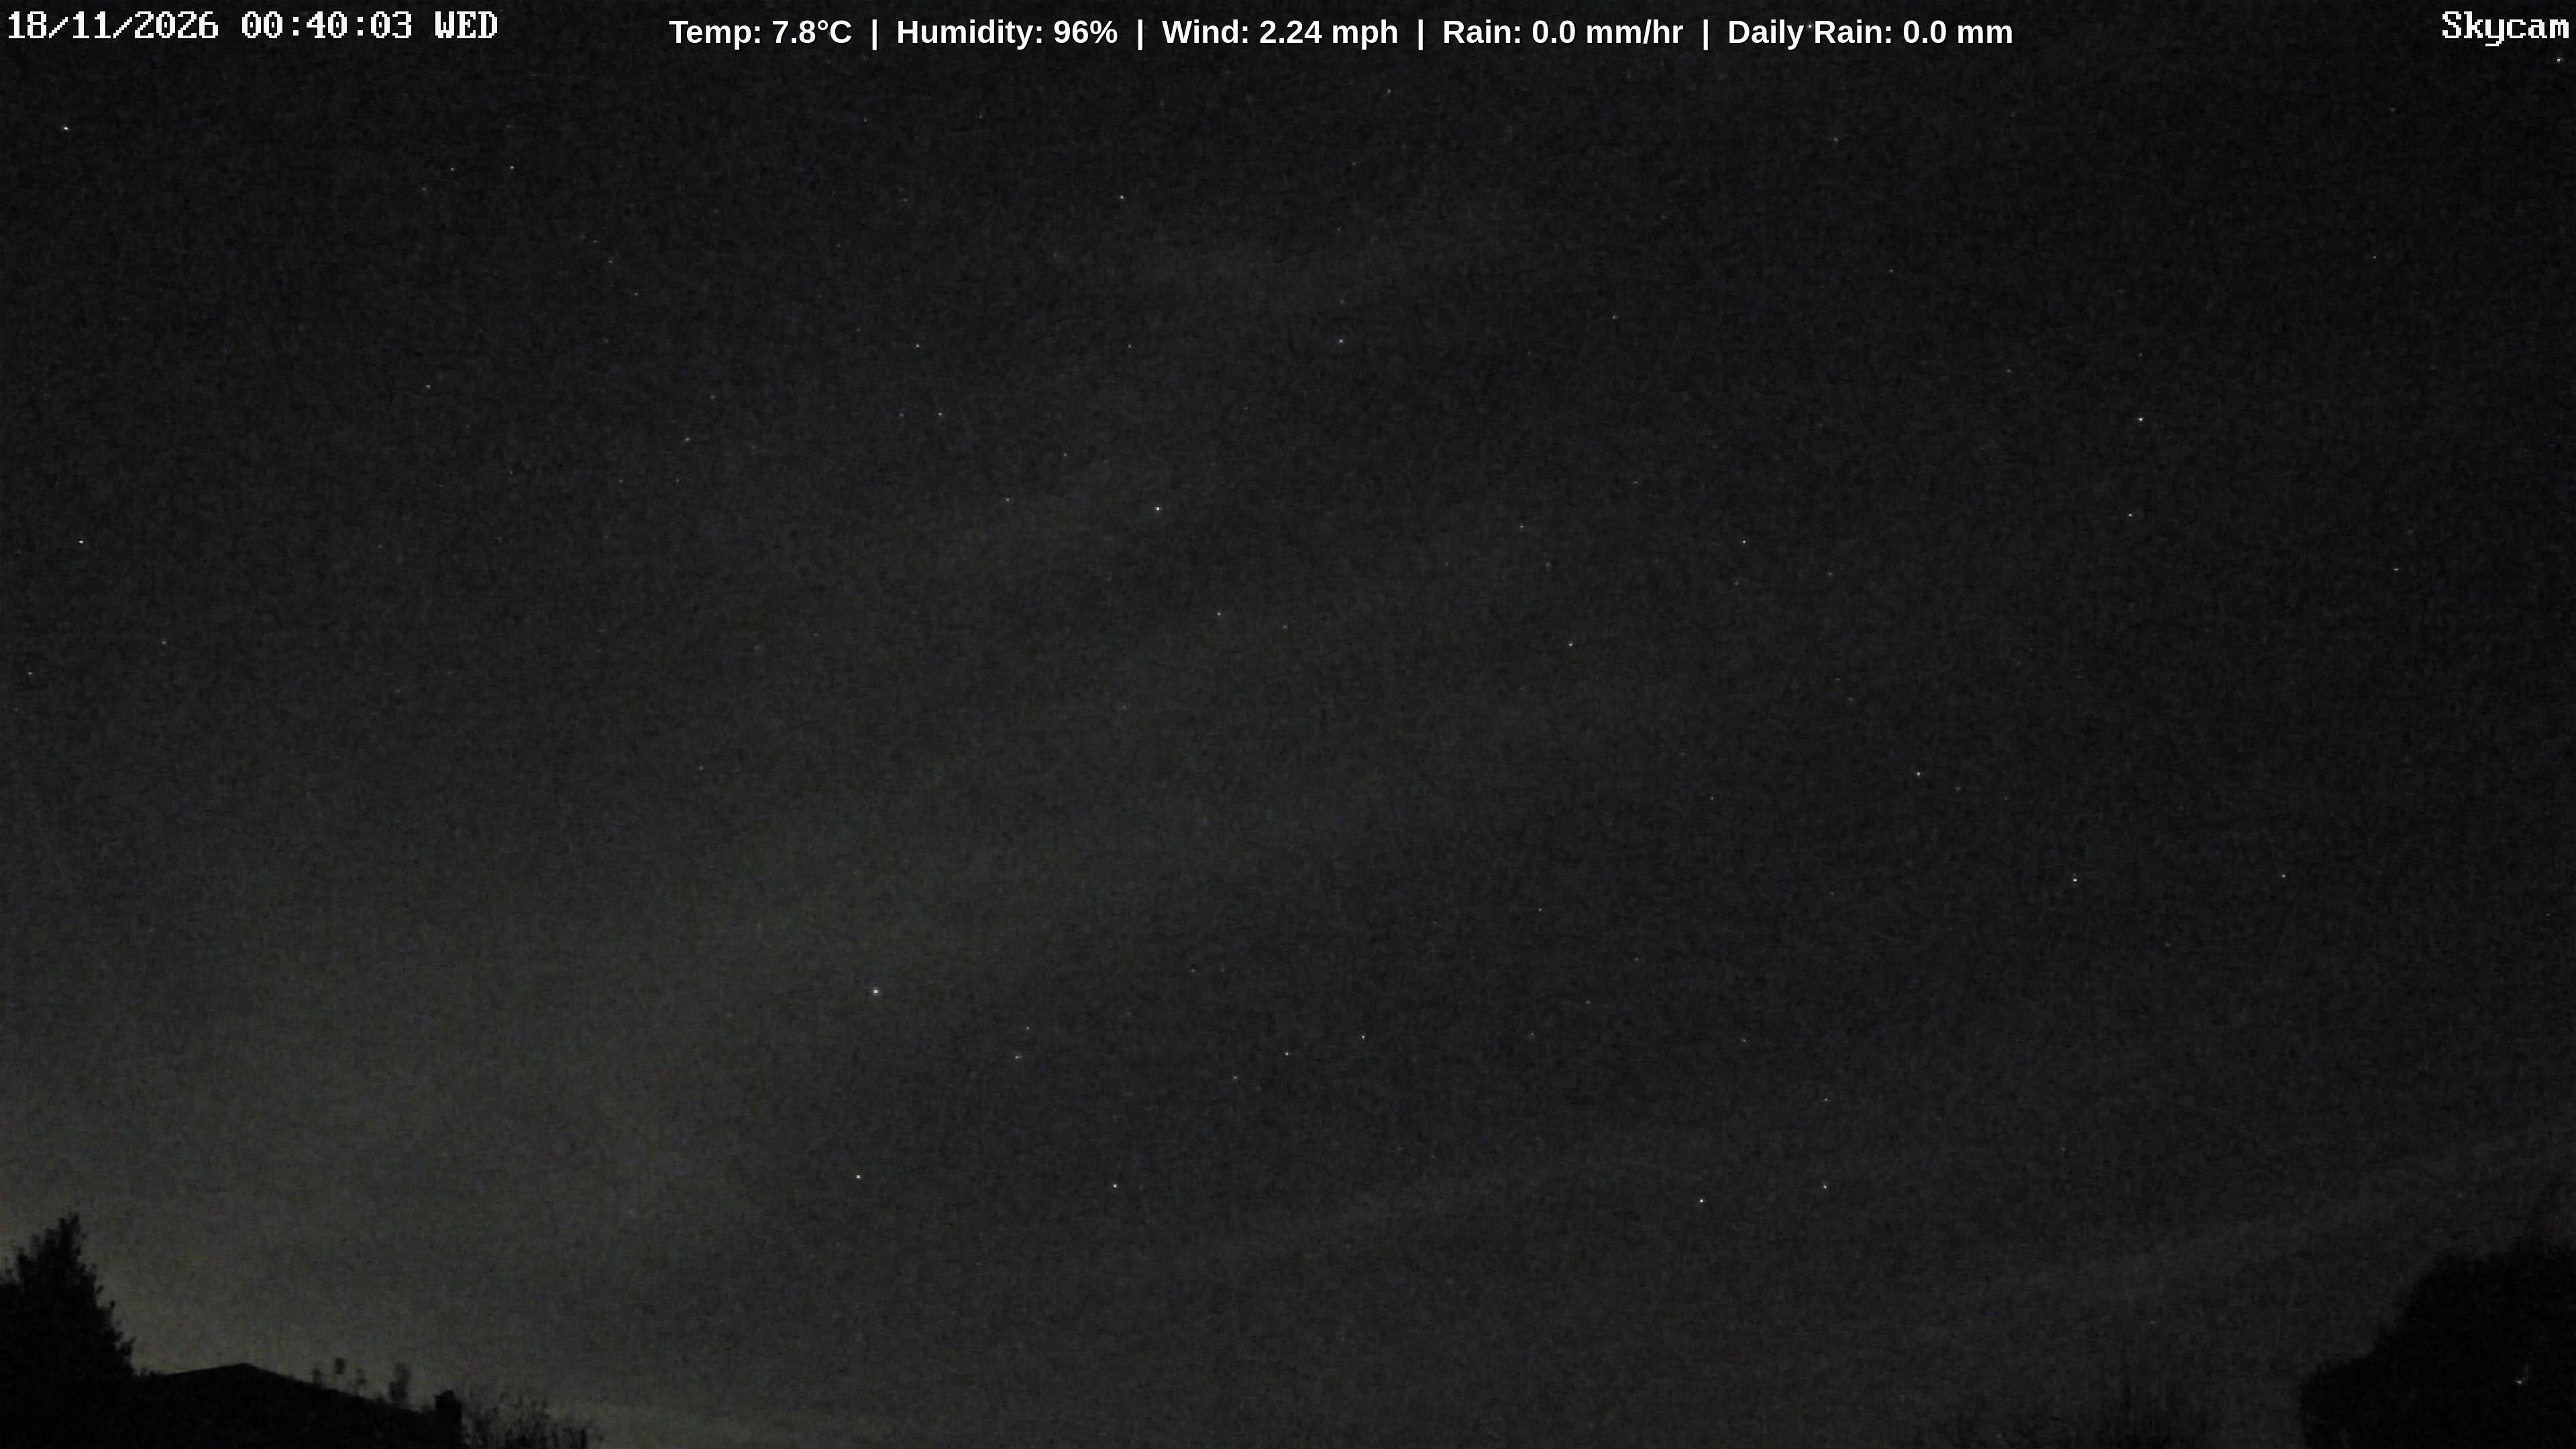 18/11/2026 00:40:03 WED
Temp: 7.8°C | Humidity: 96% | Wind: 2.24 mph | Rain: 0.0 mm/hr | Daily Rain: 0.0 mm
Skycam